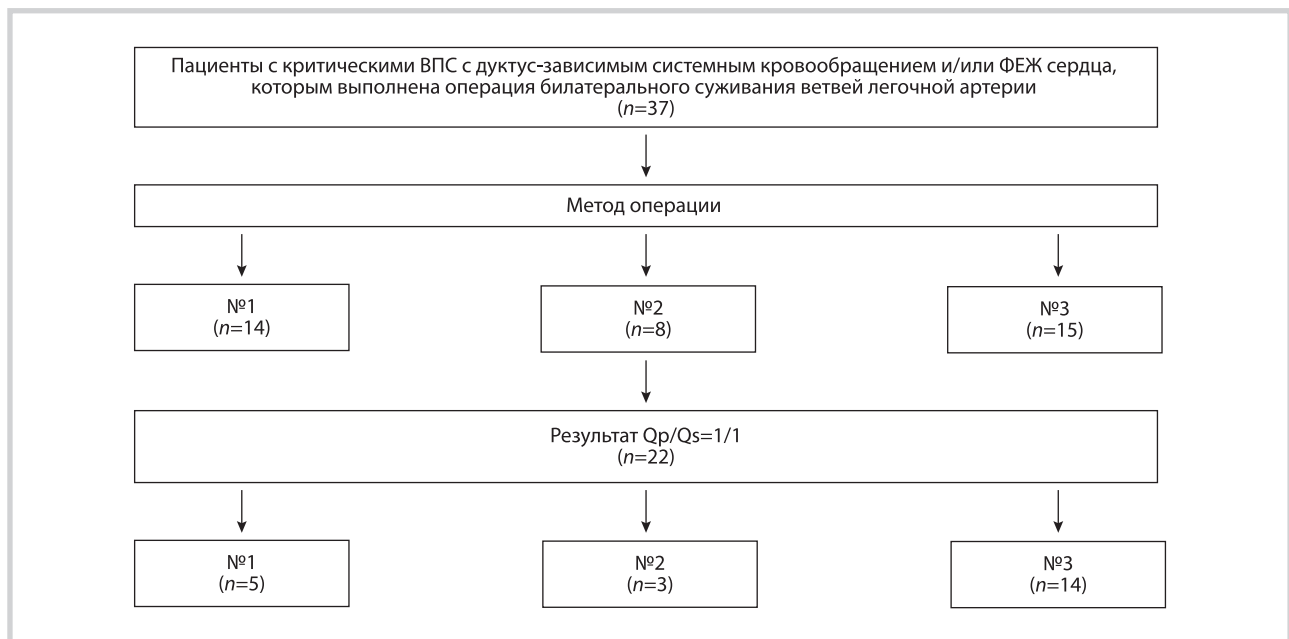 Пациенты с критическими ВПС с дуктус-зависимым системным кровообращением и/или ФЕЖ сердца,
которым выполнена операция билатерального суживания ветвей легочной артерии
(n=37)
Метод операции
№1
(n=14)
№2
(n=8)
№3
(n=15)
Результат Qp/Qs=1/1
(n=22)
№1
(n=5)
№2
(n=3)
№3
(n=14)